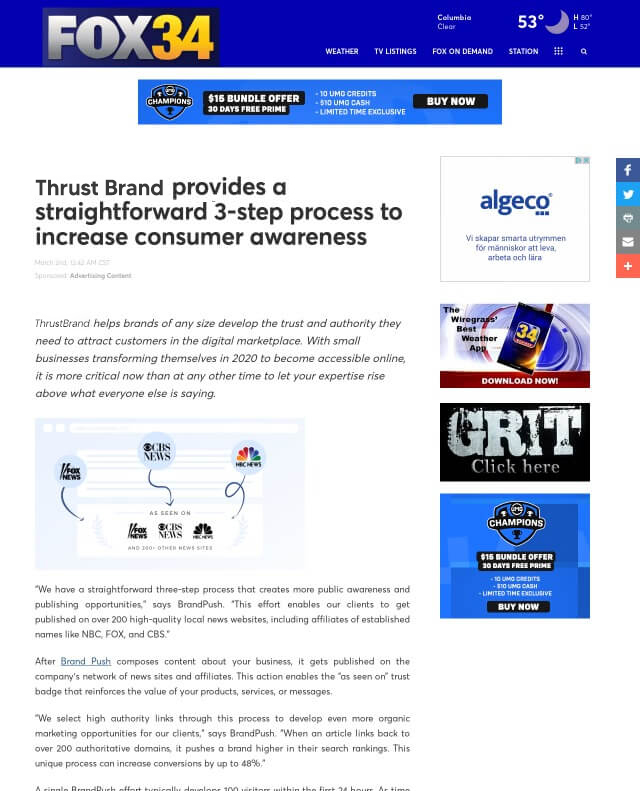 FOX34
Columbia
Clear
53°
H 80°
L 52°
WEATHER TV LISTINGS FOX ON DEMAND STATION
CHAMPIONS
$15 BUNDLE OFFER
30 DAYS FREE PRIME
- 10 UMG CREDITS
- $10 UMG CASH
- LIMITED TIME EXCLUSIVE
BUY NOW
Thrust Brand provides a
straightforward 3-step process to
increase consumer awareness
March 2nd, 12:42 AM CST
Sponsored: Advertising Content
ThrustBrand helps brands of any size develop the trust and authority they
need to attract customers in the digital marketplace. With small
businesses transforming themselves in 2020 to become accessible online,
it is more critical now than at any other time to let your expertise rise
above what everyone else is saying.
FOX NEWS
CBS NEWS
NBC NEWS
AS SEEN ON
FOX NEWS
CBS NEWS
NBC NEWS
AND 200+ OTHER NEWS SITES
"We have a straightforward three-step process that creates more public awareness and
publishing opportunities," says BrandPush. "This effort enables our clients to get
published on over 200 high-quality local news websites, including affiliates of established
names like NBC, FOX, and CBS."
After Brand Push composes content about your business, it gets published on the
company's network of news sites and affiliates. This action enables the "as seen on" trust
badge that reinforces the value of your products, services, or messages.
"We select high authority links through this process to develop even more organic
marketing opportunities for our clients," says BrandPush. "When an article links back to
over 200 authoritative domains, it pushes a brand higher in their search rankings. This
unique process can increase conversions by up to 48%."
A single BrandPush effort typically develops 100 visitors within the first 24 hours. As time
algeco
Vi skapar smarta utrymmen
för människor att leva,
arbeta och lära
The
Wiregrass'
Best
Weather
App
34
DOWNLOAD NOW!
GRIT
Click here
UMG
CHAMPIONS
$15 BUNDLE OFFER
30 DAYS FREE PRIME
- 10 UMG CREDITS
- $10 UMG CASH
- LIMITED TIME EXCLUSIVE
BUY NOW